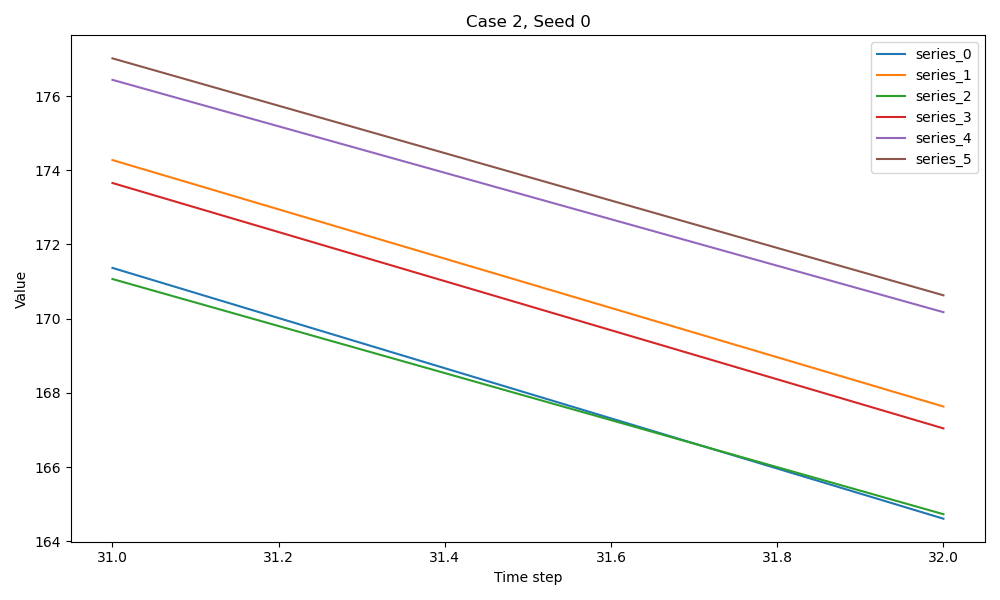 Case 2, Seed 0
series_0
series_1
series_2
series_3
series_4
series_5
Value
176
174
172
170
168
166
164
31.0 31.2 31.4 31.6 31.8 32.0
Time step